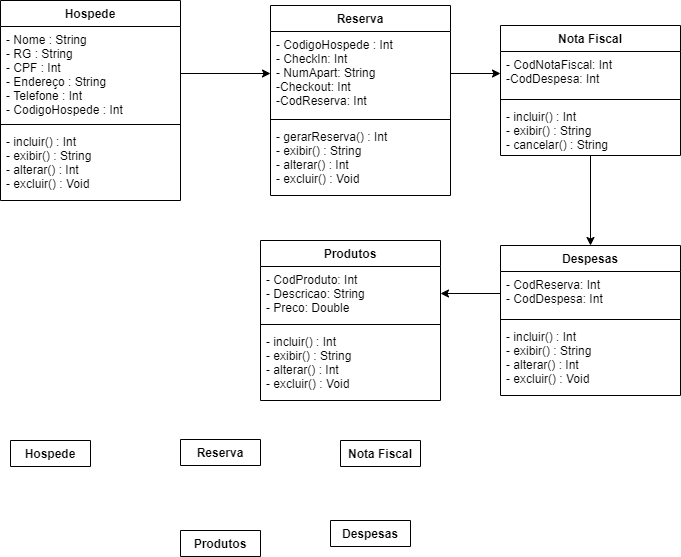 Hospede
- Nome : String
- RG : String
- CPF : Int
- Endereço : String
- Telefone : Int
- CodigoHospede : Int
- incluir() : Int
- exibir() : String
- alterar() : Int
- excluir() : Void
Reserva
- CodigoHospede : Int
- CheckIn: Int
- NumApart: String
-Checkout: Int
-CodReserva: Int
- gerarReserva() : Int
- exibir() : String
- alterar() : Int
- excluir() : Void
Nota Fiscal
- CodNotaFiscal: Int
-CodDespesa: Int
- incluir() : Int
- exibir() : String
- cancelar() : String
Produtos
- CodProduto: Int
- Descricao: String
- Preco: Double
- incluir() : Int
- exibir() : String
- alterar() : Int
- excluir() : Void
Despesas
- CodReserva: Int
- CodDespesa: Int
- incluir() : Int
- exibir() : String
- alterar() : Int
- excluir() : Void
Hospede
Reserva
Nota Fiscal
Produtos
Despesas